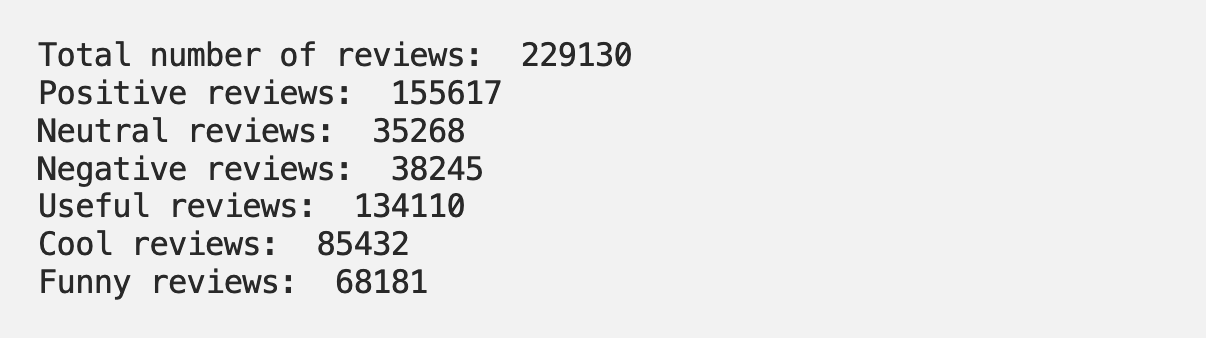 Total number of reviews:  229130
Positive reviews:  155617
Neutral reviews:  35268
Negative reviews:  38245
Useful reviews:  134110
Cool reviews:  85432
Funny reviews:  68181